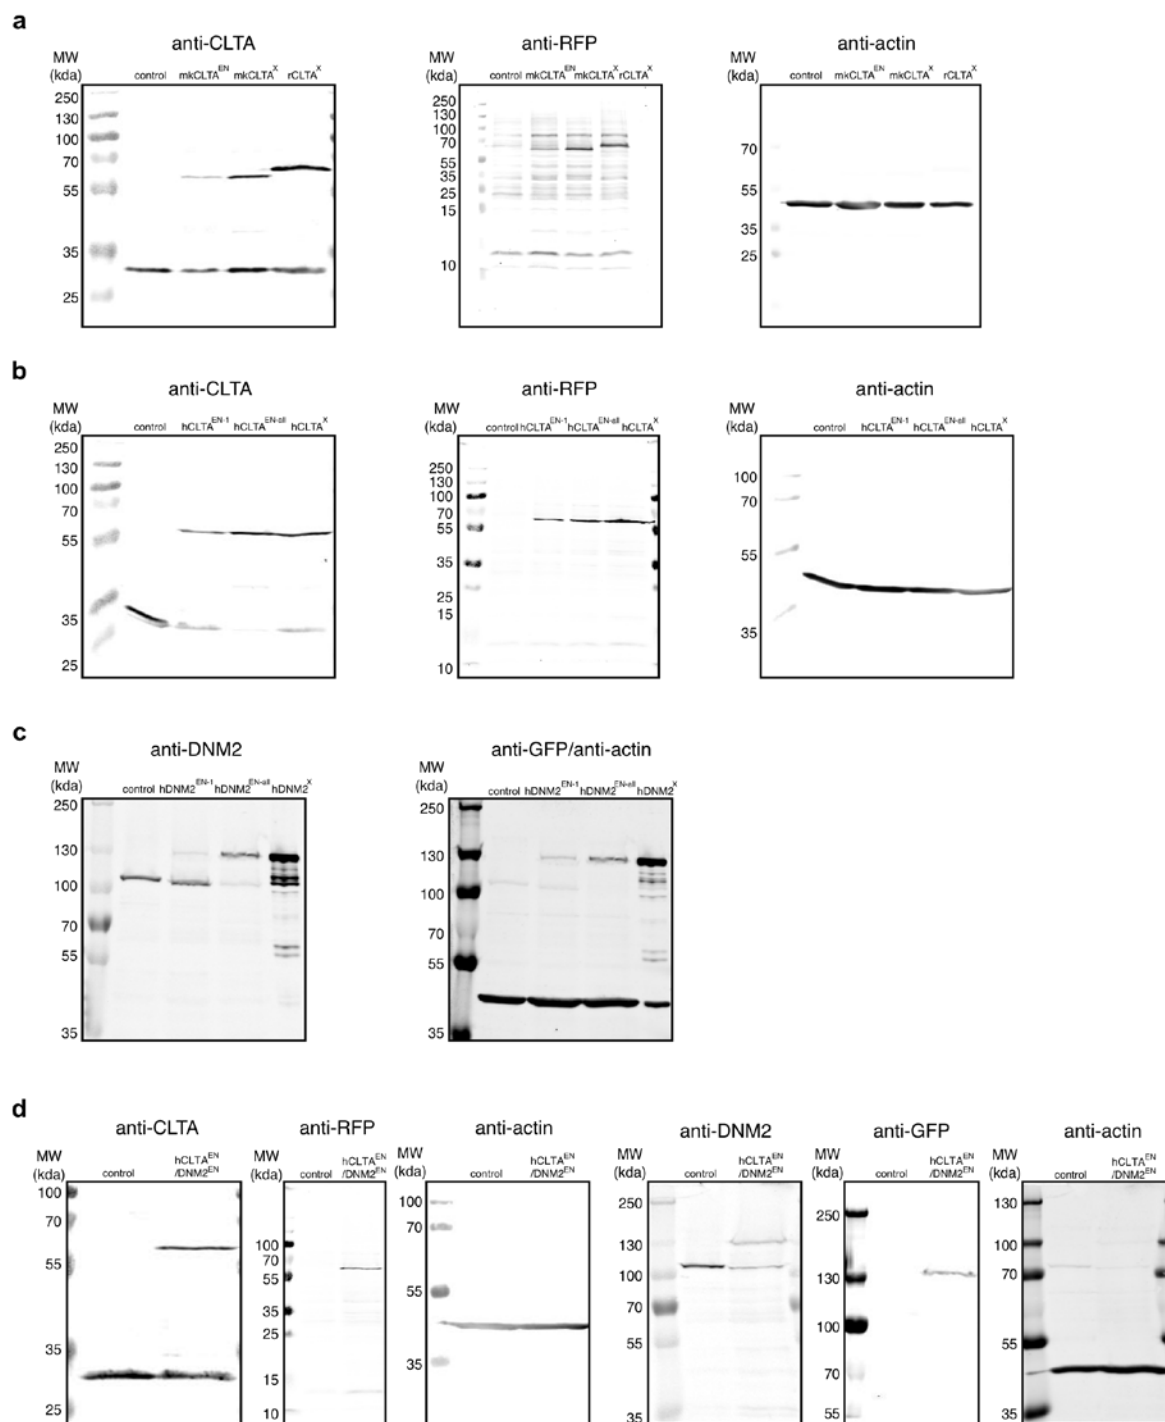 a
anti-CLTA
MW
(kda)
control mkCLTA^EN mkCLTA^X rCLTA^X
250
130
100
70
55
35
25
anti-RFP
MW
(kda)
control mkCLTA^EN mkCLTA^X rCLTA^X
250
130
100
70
55
35
25
15
10
anti-actin
MW
(kda)
control mkCLTA^EN mkCLTA^X rCLTA^X
70
55
35
25
b
anti-CLTA
MW
(kda)
control hCLTA^EN-1 hCLTA^EN-all hCLTA^X
250
130
100
70
55
35
25
anti-RFP
MW
(kda)
control hCLTA^EN-1 hCLTA^EN-all hCLTA^X
250
130
100
70
55
35
25
15
10
anti-actin
MW
(kda)
control hCLTA^EN-1 hCLTA^EN-all hCLTA^X
100
70
55
35
c
anti-DNM2
MW
(kda)
control hDNM2^EN-1 hDNM2^EN-all hDNM2^X
250
130
100
70
55
35
anti-GFP/anti-actin
MW
(kda)
control hDNM2^EN-1 hDNM2^EN-all hDNM2^X
250
130
100
70
55
35
d
anti-CLTA
MW
(kda)
control
hCLTA^EN
/DNM2^EN
100
70
55
35
25
anti-RFP
MW
(kda)
control
hCLTA^EN
/DNM2^EN
100
70
55
35
25
15
10
anti-actin
MW
(kda)
control
hCLTA^EN
/DNM2^EN
100
70
55
35
anti-DNM2
MW
(kda)
control
hCLTA^EN
/DNM2^EN
250
130
100
70
55
35
anti-GFP
MW
(kda)
control
hCLTA^EN
/DNM2^EN
250
130
100
70
55
anti-actin
MW
(kda)
control
hCLTA^EN
/DNM2^EN
130
100
70
55
35